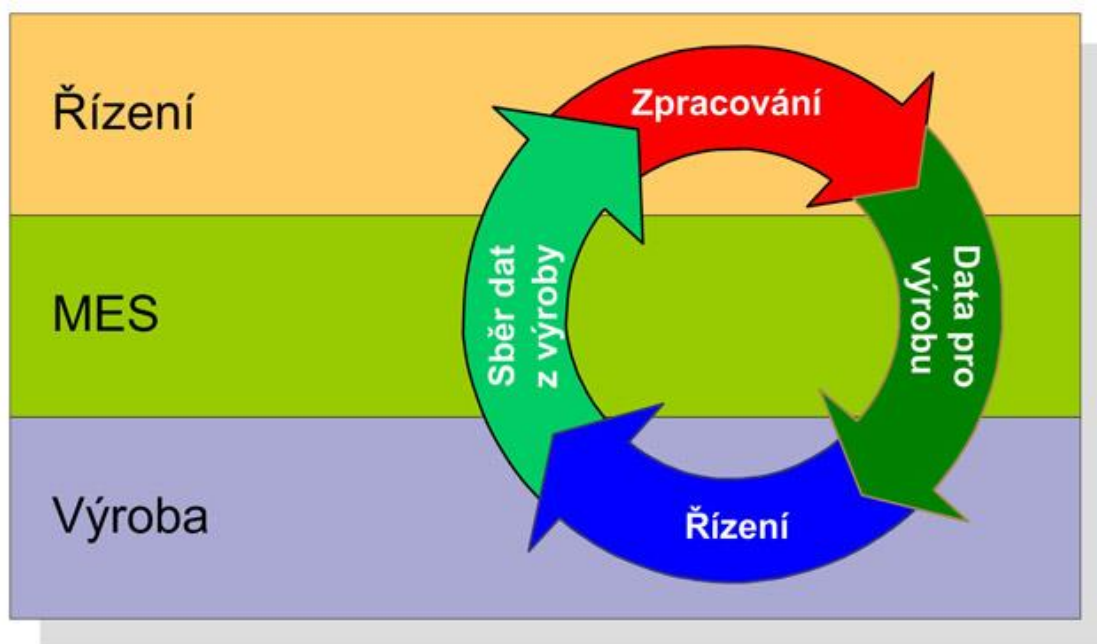 Řízení
MES
Výroba
Zpracování
Data pro
výrobu
Řízení
Sběr dat
z výroby